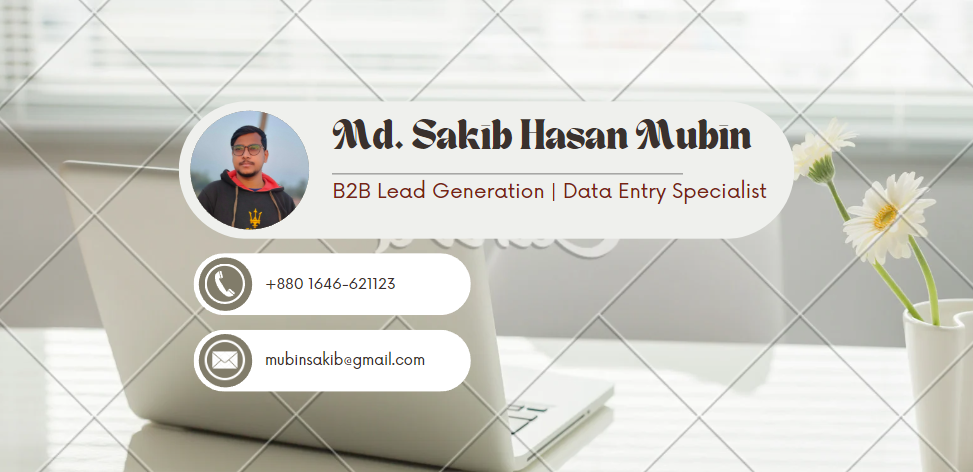 Md. Sakib Hasan Mubin
B2B Lead Generation | Data Entry Specialist
+880 1646-621123
mubinsakib@gmail.com